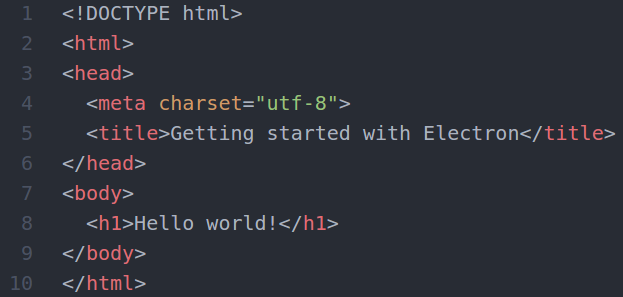 1 <!DOCTYPE html>
2 <html>
3 <head>
4   <meta charset="utf-8">
5   <title>Getting started with Electron</title>
6 </head>
7 <body>
8   <h1>Hello world!</h1>
9 </body>
10 </html>